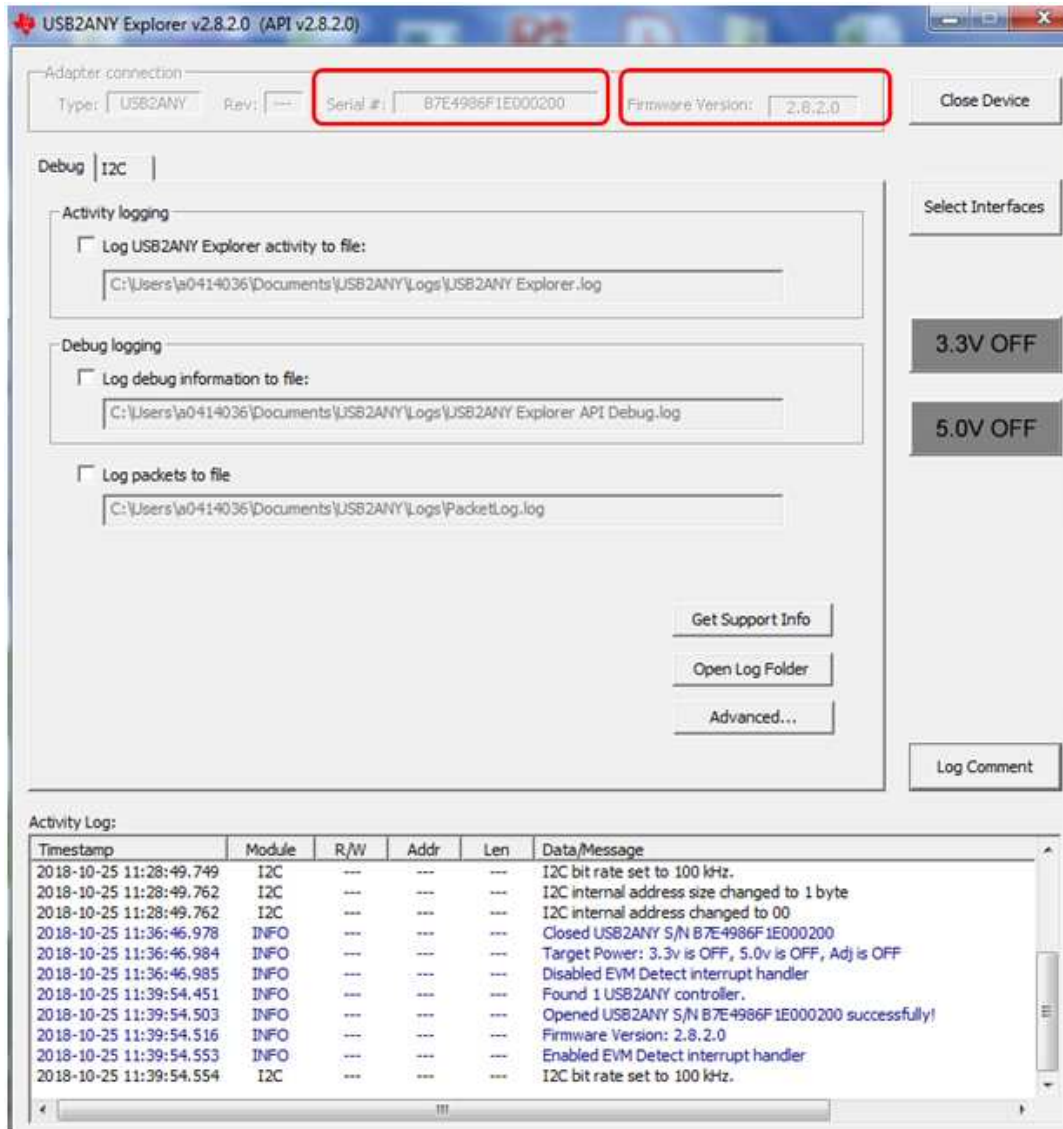 USB2ANY Explorer v2.8.2.0 (API v2.8.2.0)
Adapter connection
Type: USB2ANY Rev: --- Serial #: B7E4986F1E000200 Firmware Version: 2.8.2.0
Close Device
Debug I2C
Select Interfaces
Activity logging
Log USB2ANY Explorer activity to file:
C:\Users\a0414036\Documents\USB2ANY\Logs\USB2ANY Explorer.log
3.3V OFF
Debug logging
Log debug information to file:
C:\Users\a0414036\Documents\USB2ANY\Logs\USB2ANY Explorer API Debug.log
5.0V OFF
Log packets to file
C:\Users\a0414036\Documents\USB2ANY\Logs\PacketLog.log
Get Support Info
Open Log Folder
Advanced...
Log Comment
Activity Log:
Timestamp Module R/W Addr Len Data/Message
2018-10-25 11:28:49.749 I2C --- --- --- I2C bit rate set to 100 kHz.
2018-10-25 11:28:49.762 I2C --- --- --- I2C internal address size changed to 1 byte
2018-10-25 11:28:49.762 I2C --- --- --- I2C internal address changed to 00
2018-10-25 11:36:46.978 INFO --- --- --- Closed USB2ANY S/N B7E4986F1E000200
2018-10-25 11:36:46.984 INFO --- --- --- Target Power: 3.3v is OFF, 5.0v is OFF, Adj is OFF
2018-10-25 11:36:46.985 INFO --- --- --- Disabled EVM Detect interrupt handler
2018-10-25 11:39:54.451 INFO --- --- --- Found 1 USB2ANY controller.
2018-10-25 11:39:54.503 INFO --- --- --- Opened USB2ANY S/N B7E4986F1E000200 successfully!
2018-10-25 11:39:54.516 INFO --- --- --- Firmware Version: 2.8.2.0
2018-10-25 11:39:54.553 INFO --- --- --- Enabled EVM Detect interrupt handler
2018-10-25 11:39:54.554 I2C --- --- --- I2C bit rate set to 100 kHz.